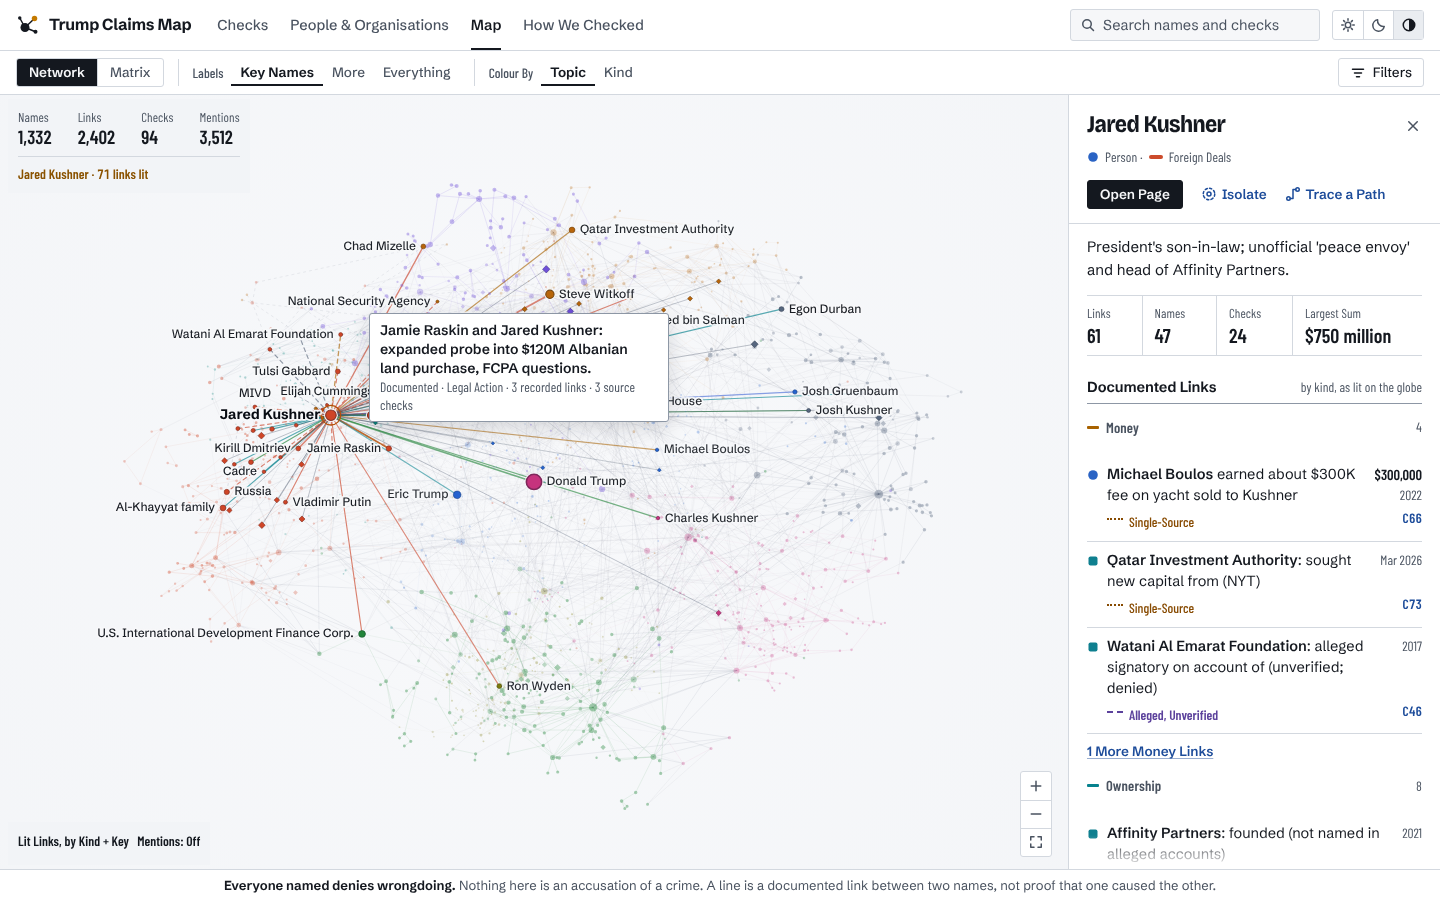 Trump Claims Map
Checks
People & Organisations
Map
How We Checked
Search names and checks
Network
Matrix
Labels
Key Names
More
Everything
Colour By
Topic
Kind
Filters
Names
Links
Checks
Mentions
1,332
2,402
94
3,512
Jared Kushner · 71 links lit
Qatar Investment Authority
Chad Mizelle
Steve Witkoff
National Security Agency
Egon Durban
ed bin Salman
Watani Al Emarat Foundation
Jamie Raskin and Jared Kushner:
expanded probe into $120M Albanian
land purchase, FCPA questions.
Documented · Legal Action · 3 recorded links · 3 source
checks
Tulsi Gabbard
MIVD
Elijah Cummings
Josh Gruenbaum
House
Jared Kushner
Josh Kushner
Kirill Dmitriev
Jamie Raskin
Michael Boulos
Cadre
Donald Trump
Russia
Eric Trump
Vladimir Putin
Al-Khayyat family
Charles Kushner
U.S. International Development Finance Corp.
Ron Wyden
Lit Links, by Kind + Key
Mentions: Off
Jared Kushner
Person ·
Foreign Deals
Open Page
Isolate
Trace a Path
President's son-in-law; unofficial 'peace envoy'
and head of Affinity Partners.
Links
Names
Checks
Largest Sum
61
47
24
$750 million
Documented Links
by kind, as lit on the globe
Money
4
Michael Boulos earned about $300K
fee on yacht sold to Kushner
$300,000
2022
Single-Source
C66
Qatar Investment Authority: sought
new capital from (NYT)
Mar 2026
Single-Source
C73
Watani Al Emarat Foundation: alleged
signatory on account of (unverified;
denied)
2017
Alleged, Unverified
C46
1 More Money Links
Ownership
8
Affinity Partners: founded (not named in
alleged accounts)
2021
Everyone named denies wrongdoing. Nothing here is an accusation of a crime. A line is a documented link between two names, not proof that one caused the other.